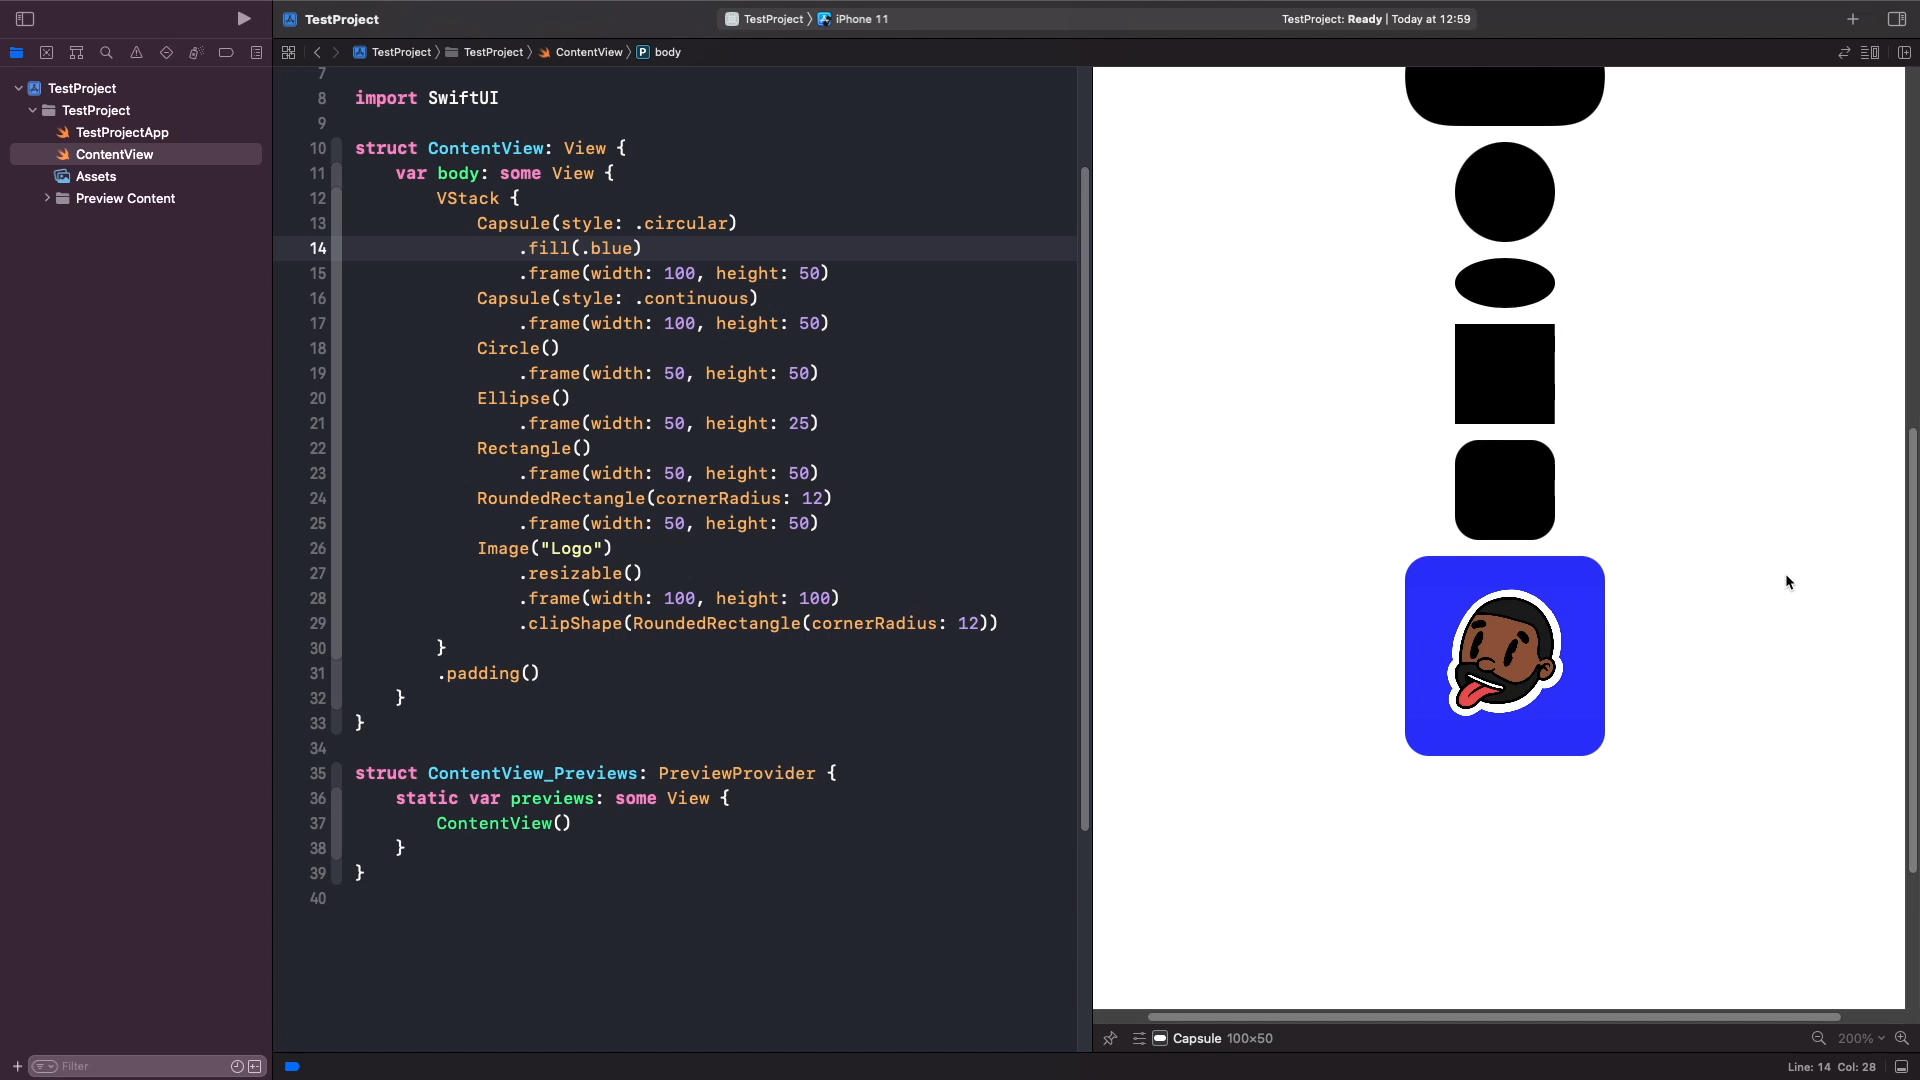 TestProject
TestProject
iPhone 11
TestProject: Ready | Today at 12:59
TestProject
TestProject
ContentView
P
body
TestProject
TestProject
TestProjectApp
ContentView
Assets
Preview Content
7
8 import SwiftUI
9
10 struct ContentView: View {
11 var body: some View {
12 VStack {
13 Capsule(style: .circular)
14 .fill(.blue)
15 .frame(width: 100, height: 50)
16 Capsule(style: .continuous)
17 .frame(width: 100, height: 50)
18 Circle()
19 .frame(width: 50, height: 50)
20 Ellipse()
21 .frame(width: 50, height: 25)
22 Rectangle()
23 .frame(width: 50, height: 50)
24 RoundedRectangle(cornerRadius: 12)
25 .frame(width: 50, height: 50)
26 Image("Logo")
27 .resizable()
28 .frame(width: 100, height: 100)
29 .clipShape(RoundedRectangle(cornerRadius: 12))
30 }
31 .padding()
32 }
33 }
34
35 struct ContentView_Previews: PreviewProvider {
36 static var previews: some View {
37 ContentView()
38 }
39 }
40
Capsule 100×50
200%
Filter
Line: 14 Col: 28